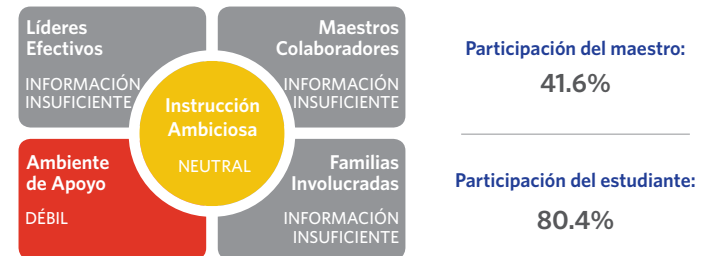 Líderes
Efectivos
INFORMACIÓN
INSUFICIENTE
Maestros
Colaboradores
INFORMACIÓN
INSUFICIENTE
Instrucción
Ambiciosa
NEUTRAL
Ambiente
de Apoyo
DÉBIL
Familias
Involucradas
INFORMACIÓN
INSUFICIENTE
Participación del maestro:
41.6%
Participación del estudiante:
80.4%